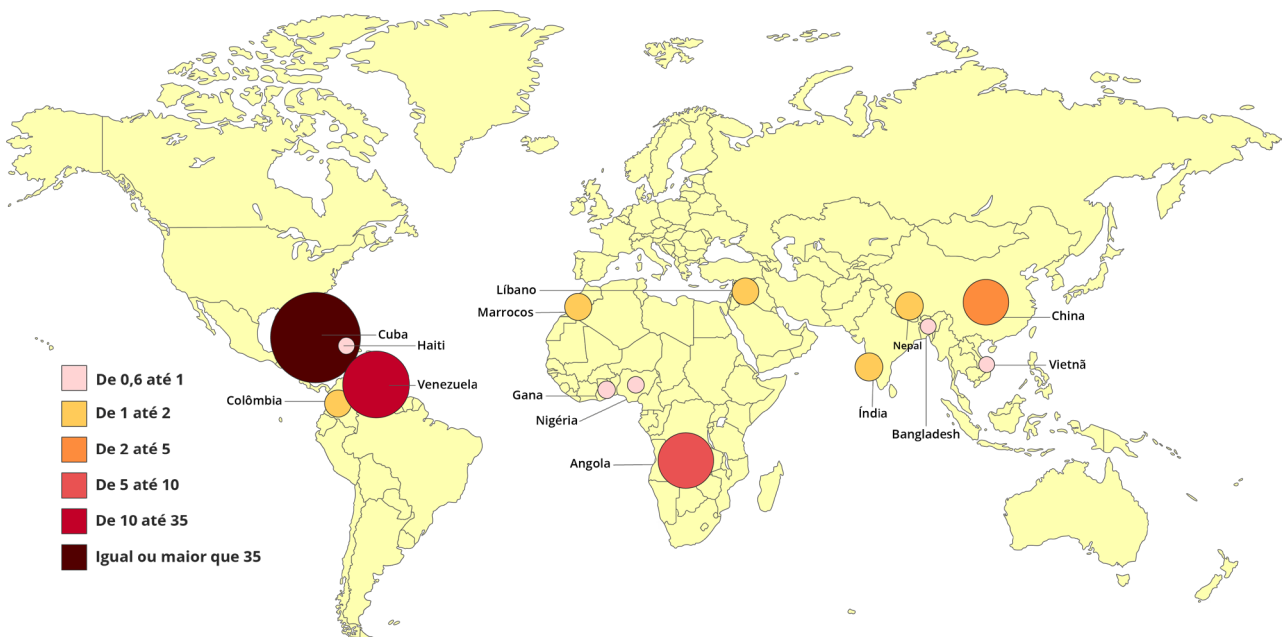 Líbano
Marrocos
China
Cuba
Haiti
Nepal
Vietnã
De 0,6 até 1
Venezuela
De 1 até 2
Colômbia
Gana
Índia
Nigéria
Bangladesh
De 2 até 5
Angola
De 5 até 10
De 10 até 35
Igual ou maior que 35